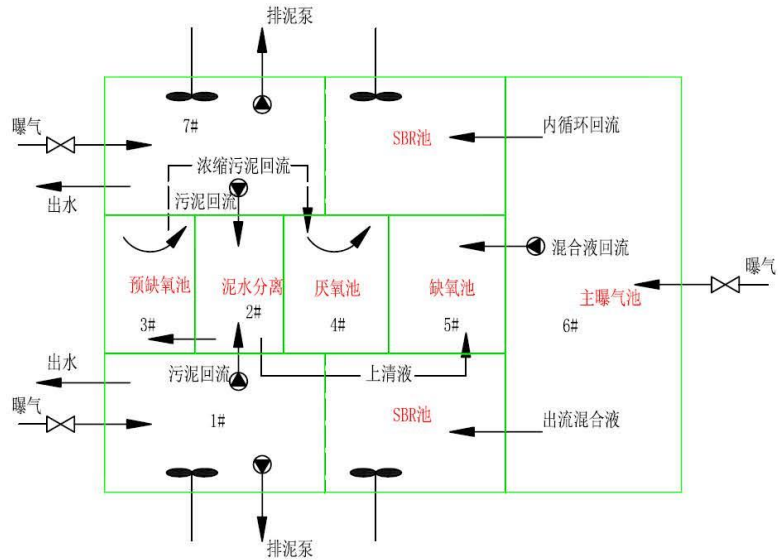 排泥泵
7#
曝气
SBR池
内循环回流
浓缩污泥回流
出水
污泥回流
混合液回流
曝气
预缺氧池
泥水分离
厌氧池
缺氧池
主曝气池
3#
2#
4#
5#
6#
出水
污泥回流
上清液
曝气
1#
SBR池
出流混合液
排泥泵